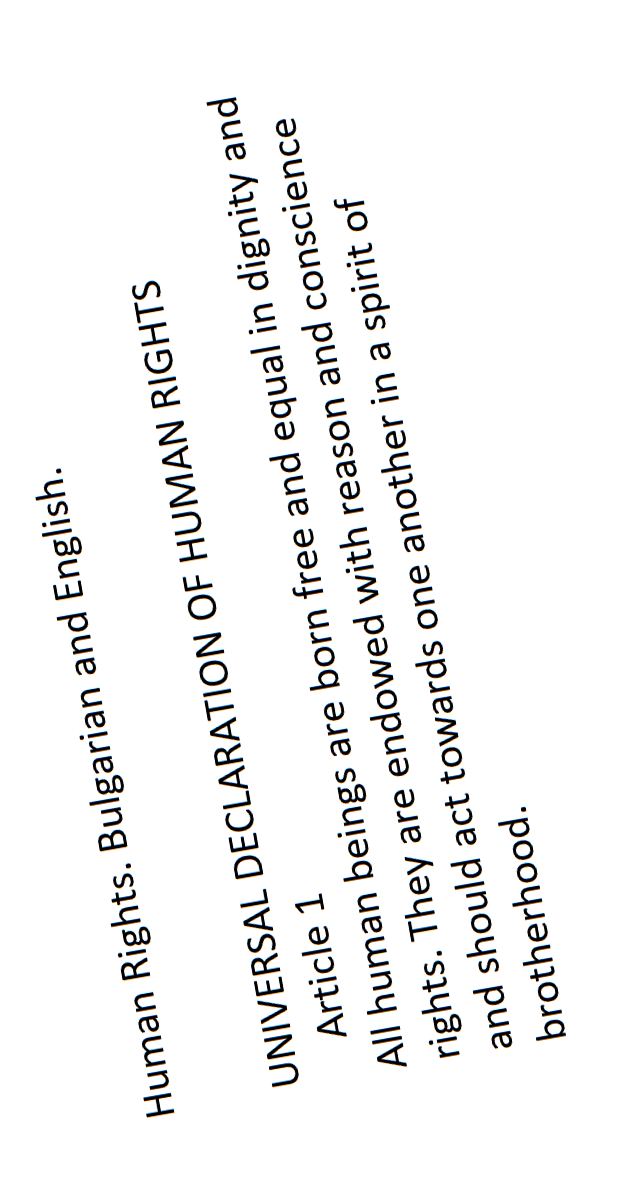 Human Rights. Bulgarian and English.
UNIVERSAL DECLARATION OF HUMAN RIGHTS
Article 1
All human beings are born free and equal in dignity and
rights. They are endowed with reason and conscience
and should act towards one another in a spirit of
brotherhood.